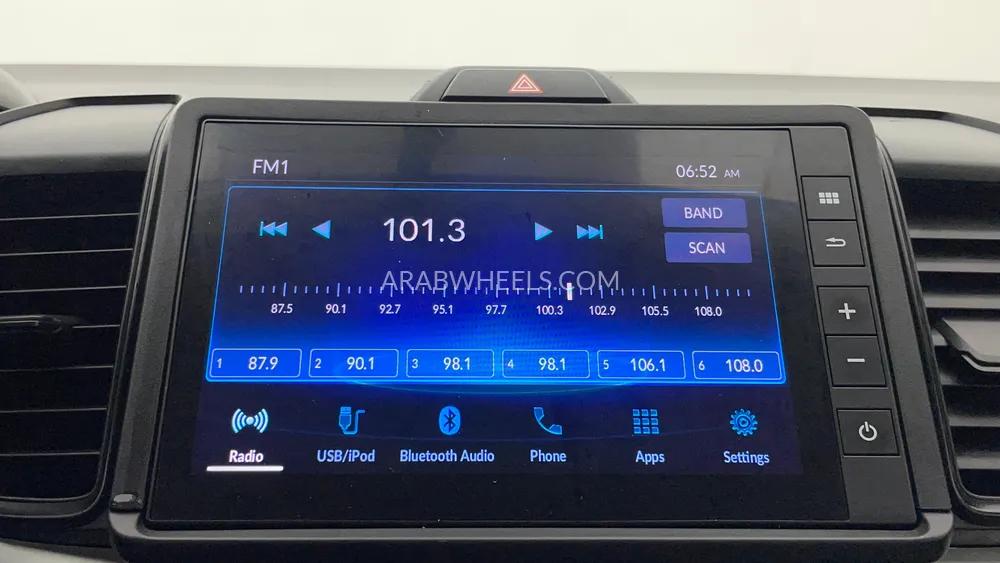 FM1
06:52 AM
101.3
BAND
SCAN
ARABWHEELS.COM
87.5 90.1 92.7 95.1 97.7 100.3 102.9 105.5 108.0
1 87.9 2 90.1 3 98.1 4 98.1 5 106.1 6 108.0
Radio USB/iPod Bluetooth Audio Phone Apps Settings